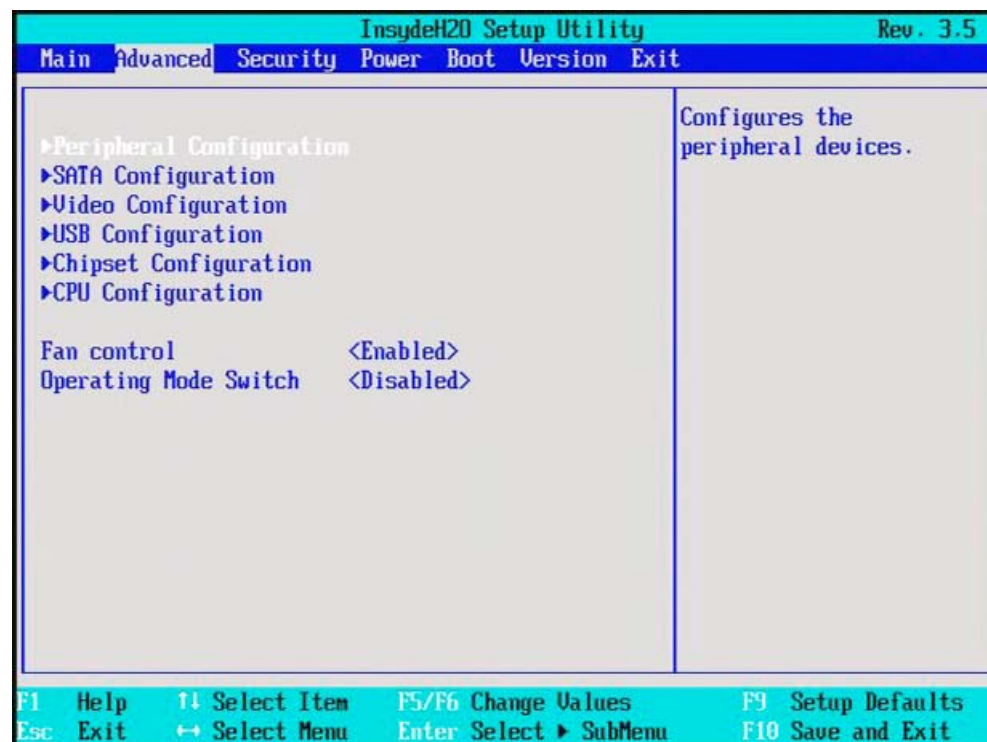 InsydeH20 Setup Utility Rev. 3.5
Main Advanced Security Power Boot Version Exit
▶Peripheral Configuration
▶SATA Configuration
▶Video Configuration
▶USB Configuration
▶Chipset Configuration
▶CPU Configuration
Fan control <Enabled>
Operating Mode Switch <Disabled>
Configures the
peripheral devices.
F1 Help ↑↓ Select Item F5/F6 Change Values F9 Setup Defaults
Esc Exit ↔ Select Menu Enter Select ▶ SubMenu F10 Save and Exit